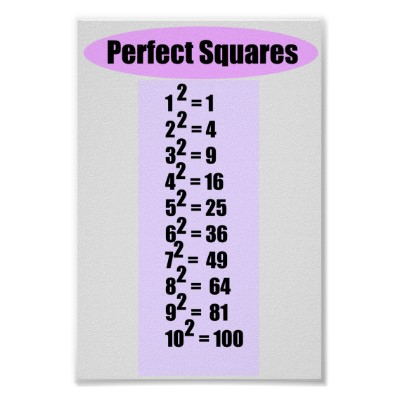 Perfect Squares
1² = 1
2² = 4
3² = 9
4² = 16
5² = 25
6² = 36
7² = 49
8² = 64
9² = 81
10² = 100